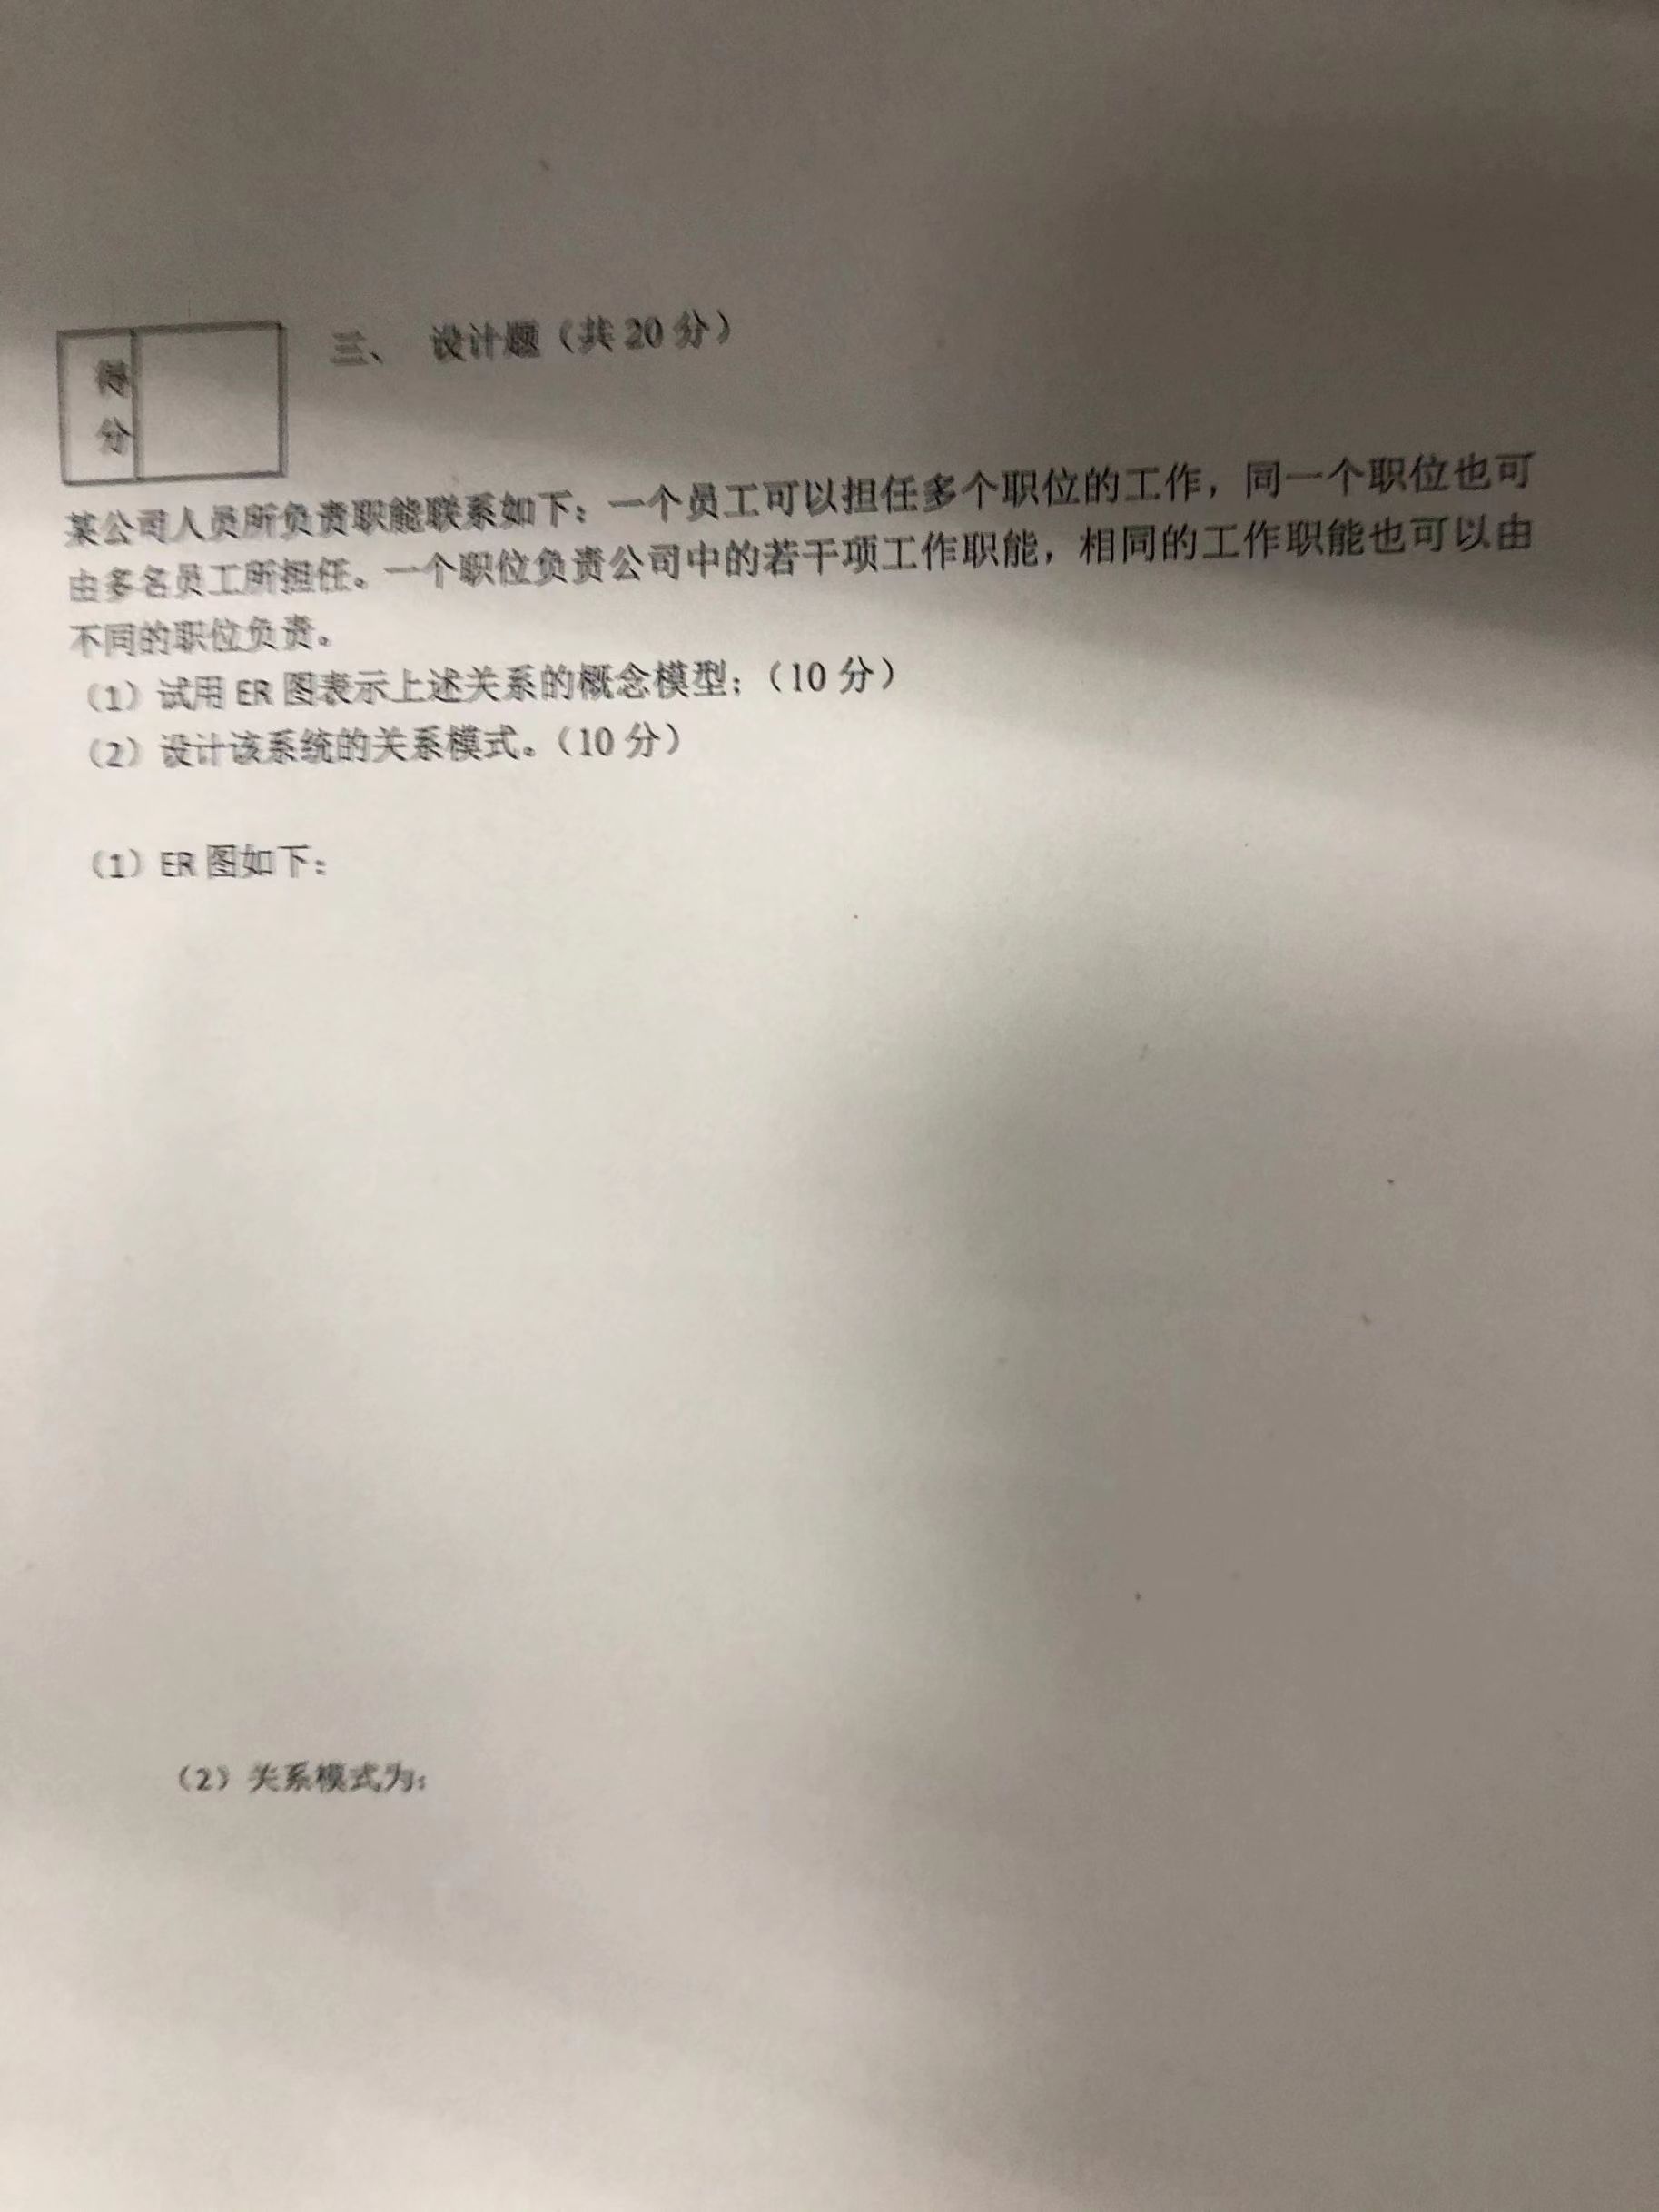 得
分
三、 设计题（共 20 分）
某公司人员所负责职能联系如下：一个员工可以担任多个职位的工作，同一个职位也可
由多名员工所担任。一个职位负责公司中的若干项工作职能，相同的工作职能也可以由
不同的职位负责。
（1）试用 ER 图表示上述关系的概念模型；（10 分）
（2）设计该系统的关系模式。（10 分）
（1）ER 图如下：
（2）关系模式为：